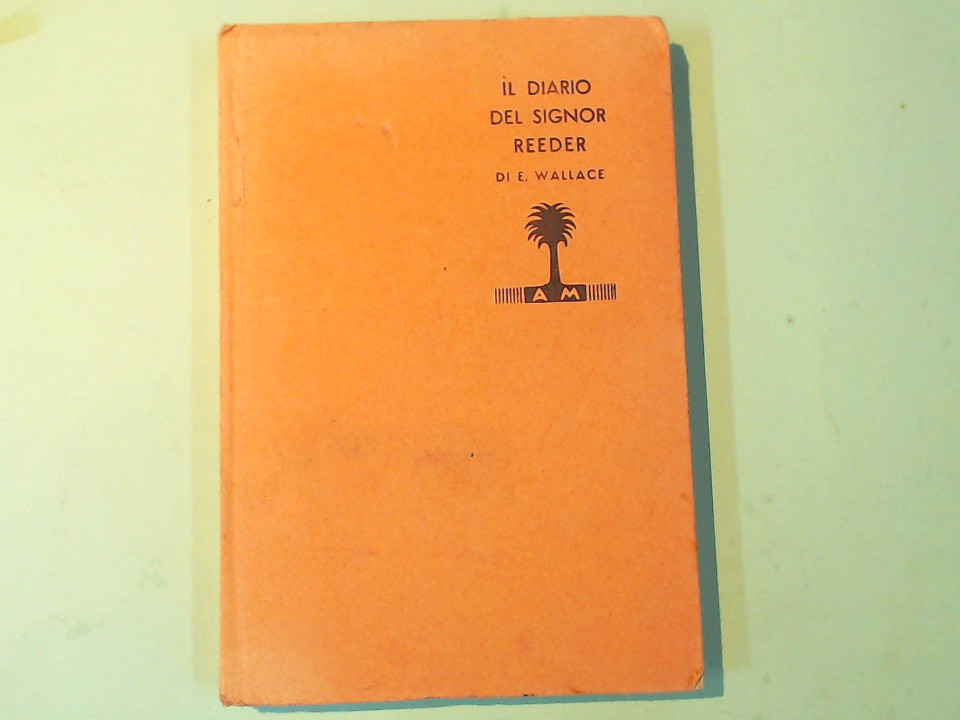 IL DIARIO
DEL SIGNOR
REEDER
DI E. WALLACE
A M